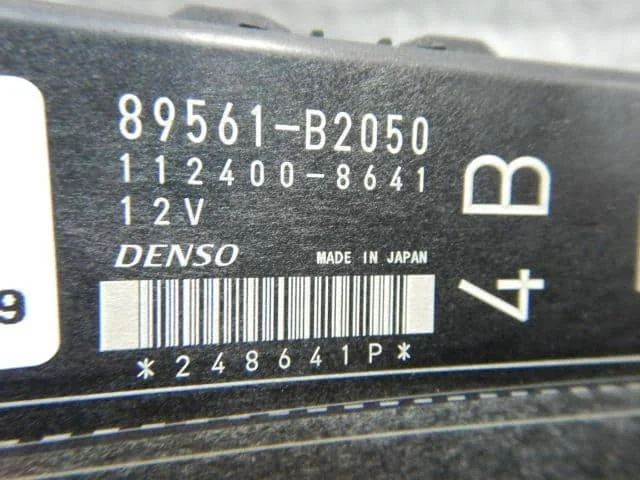 89561-B2050
112400-8641
12V
DENSO MADE IN JAPAN
*248641P*
4B
9